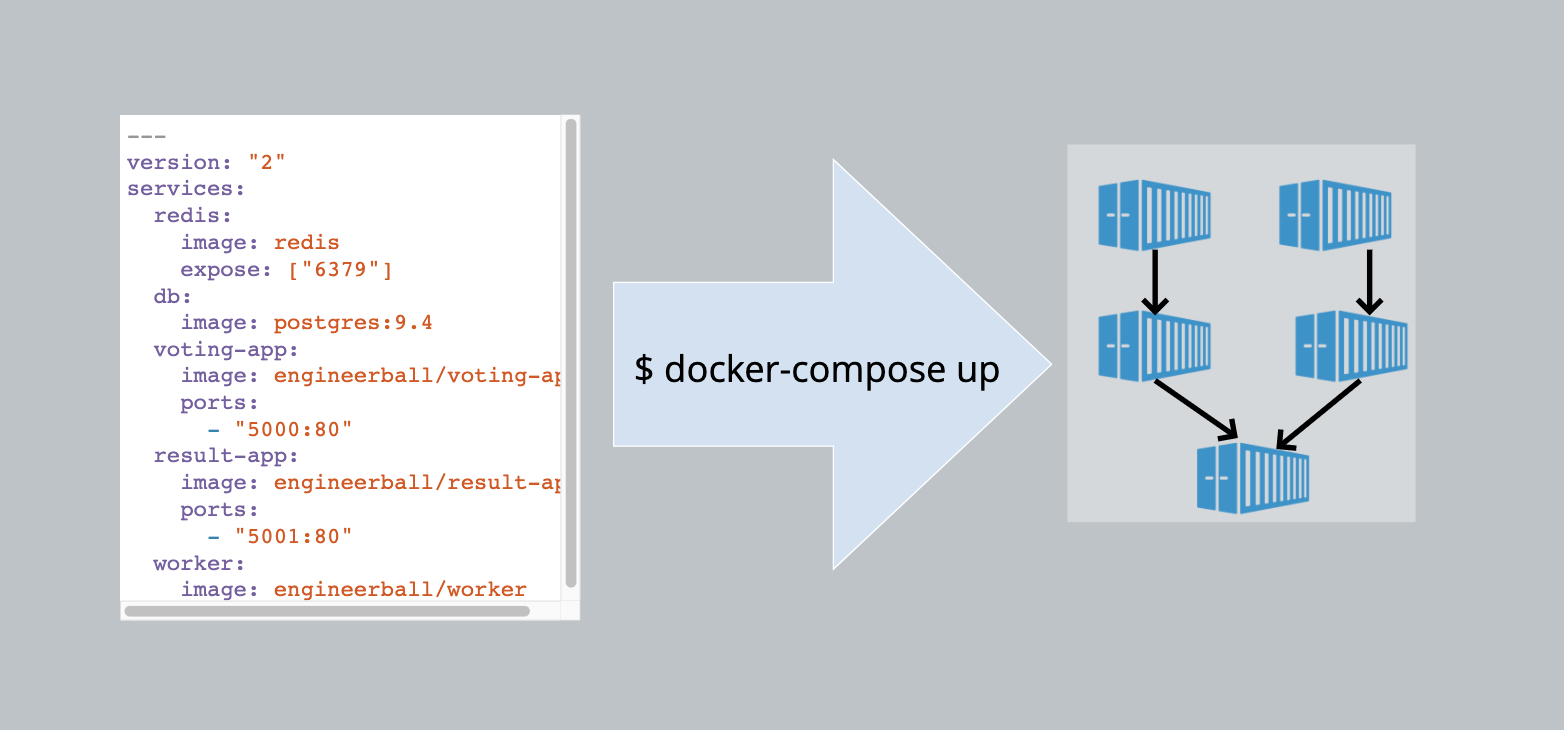 ---
version: "2"
services:
  redis:
    image: redis
    expose: ["6379"]
  db:
    image: postgres:9.4
  voting-app:
    image: engineerball/voting-ap
    ports:
      - "5000:80"
  result-app:
    image: engineerball/result-ap
    ports:
      - "5001:80"
  worker:
    image: engineerball/worker
$ docker-compose up